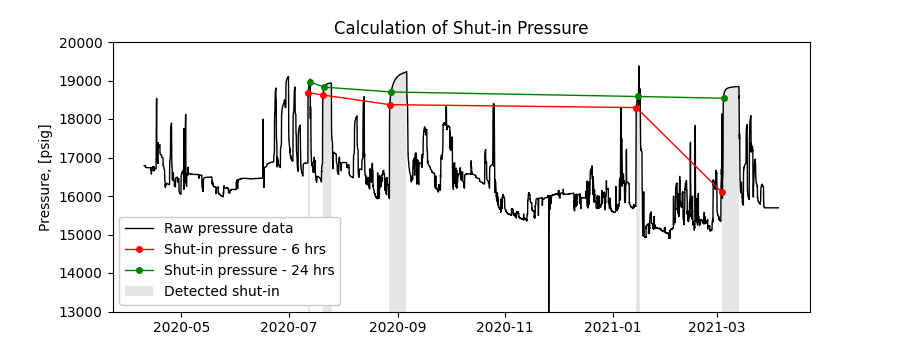 Calculation of Shut-in Pressure
Pressure, [psig]
20000
19000
18000
17000
16000
15000
14000
13000
Raw pressure data
Shut-in pressure - 6 hrs
Shut-in pressure - 24 hrs
Detected shut-in
2020-05 2020-07 2020-09 2020-11 2021-01 2021-03